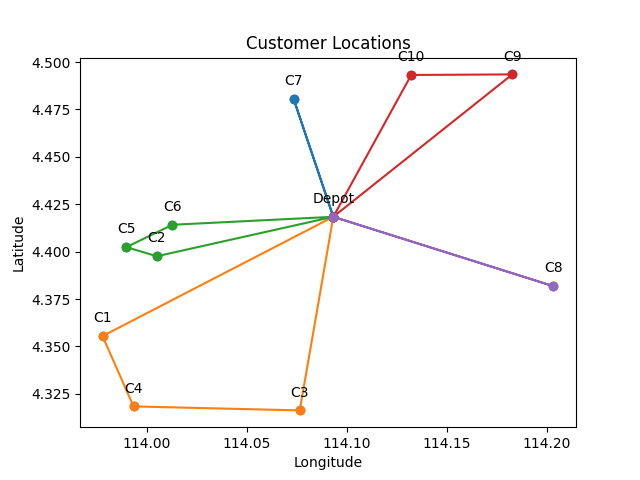 Customer Locations
C10
C9
C7
Depot
C6
C5
C2
C8
C1
C4
C3
4.500
4.475
4.450
4.425
4.400
4.375
4.350
4.325
Latitude
114.00
114.05
114.10
114.15
114.20
Longitude